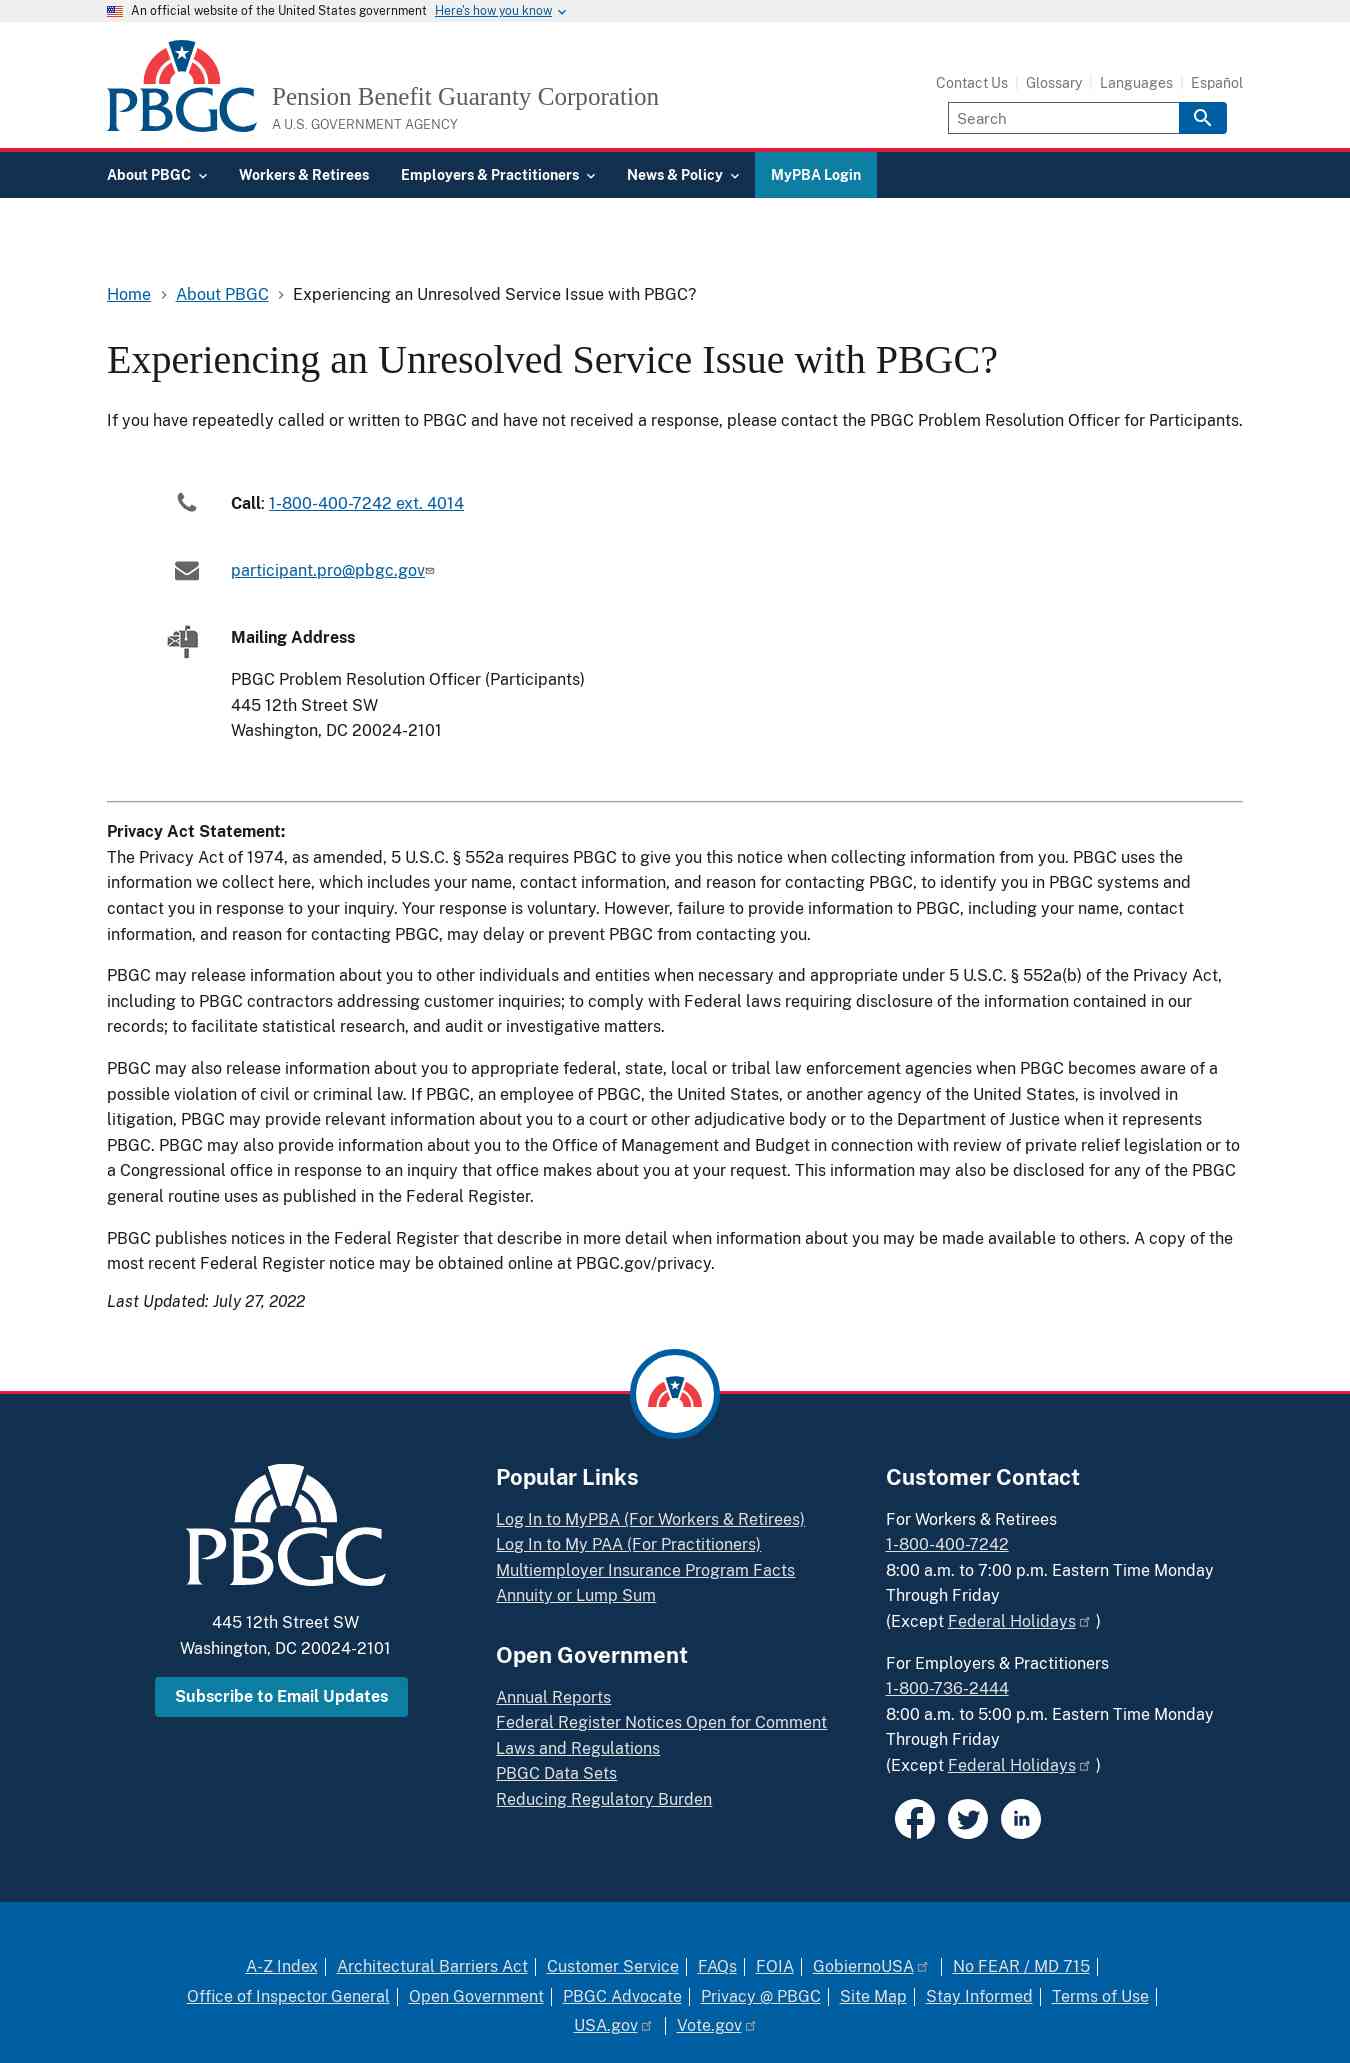 An official website of the United States government Here's how you know
PBGC
Pension Benefit Guaranty Corporation
A U.S. GOVERNMENT AGENCY
Contact Us Glossary Languages Español
Search
About PBGC Workers & Retirees Employers & Practitioners News & Policy MyPBA Login
Home About PBGC Experiencing an Unresolved Service Issue with PBGC?
Experiencing an Unresolved Service Issue with PBGC?
If you have repeatedly called or written to PBGC and have not received a response, please contact the PBGC Problem Resolution Officer for Participants.
Call: 1-800-400-7242 ext. 4014
participant.pro@pbgc.gov
Mailing Address
PBGC Problem Resolution Officer (Participants)
445 12th Street SW
Washington, DC 20024-2101
Privacy Act Statement:
The Privacy Act of 1974, as amended, 5 U.S.C. § 552a requires PBGC to give you this notice when collecting information from you. PBGC uses the
information we collect here, which includes your name, contact information, and reason for contacting PBGC, to identify you in PBGC systems and
contact you in response to your inquiry. Your response is voluntary. However, failure to provide information to PBGC, including your name, contact
information, and reason for contacting PBGC, may delay or prevent PBGC from contacting you.
PBGC may release information about you to other individuals and entities when necessary and appropriate under 5 U.S.C. § 552a(b) of the Privacy Act,
including to PBGC contractors addressing customer inquiries; to comply with Federal laws requiring disclosure of the information contained in our
records; to facilitate statistical research, and audit or investigative matters.
PBGC may also release information about you to appropriate federal, state, local or tribal law enforcement agencies when PBGC becomes aware of a
possible violation of civil or criminal law. If PBGC, an employee of PBGC, the United States, or another agency of the United States, is involved in
litigation, PBGC may provide relevant information about you to a court or other adjudicative body or to the Department of Justice when it represents
PBGC. PBGC may also provide information about you to the Office of Management and Budget in connection with review of private relief legislation or to
a Congressional office in response to an inquiry that office makes about you at your request. This information may also be disclosed for any of the PBGC
general routine uses as published in the Federal Register.
PBGC publishes notices in the Federal Register that describe in more detail when information about you may be made available to others. A copy of the
most recent Federal Register notice may be obtained online at PBGC.gov/privacy.
Last Updated: July 27, 2022
PBGC
445 12th Street SW
Washington, DC 20024-2101
Subscribe to Email Updates
Popular Links
Log In to MyPBA (For Workers & Retirees)
Log In to My PAA (For Practitioners)
Multiemployer Insurance Program Facts
Annuity or Lump Sum
Open Government
Annual Reports
Federal Register Notices Open for Comment
Laws and Regulations
PBGC Data Sets
Reducing Regulatory Burden
Customer Contact
For Workers & Retirees
1-800-400-7242
8:00 a.m. to 7:00 p.m. Eastern Time Monday
Through Friday
(Except Federal Holidays )
For Employers & Practitioners
1-800-736-2444
8:00 a.m. to 5:00 p.m. Eastern Time Monday
Through Friday
(Except Federal Holidays )
A-Z Index Architectural Barriers Act Customer Service FAQs FOIA GobiernoUSA No FEAR / MD 715
Office of Inspector General Open Government PBGC Advocate Privacy @ PBGC Site Map Stay Informed Terms of Use
USA.gov Vote.gov